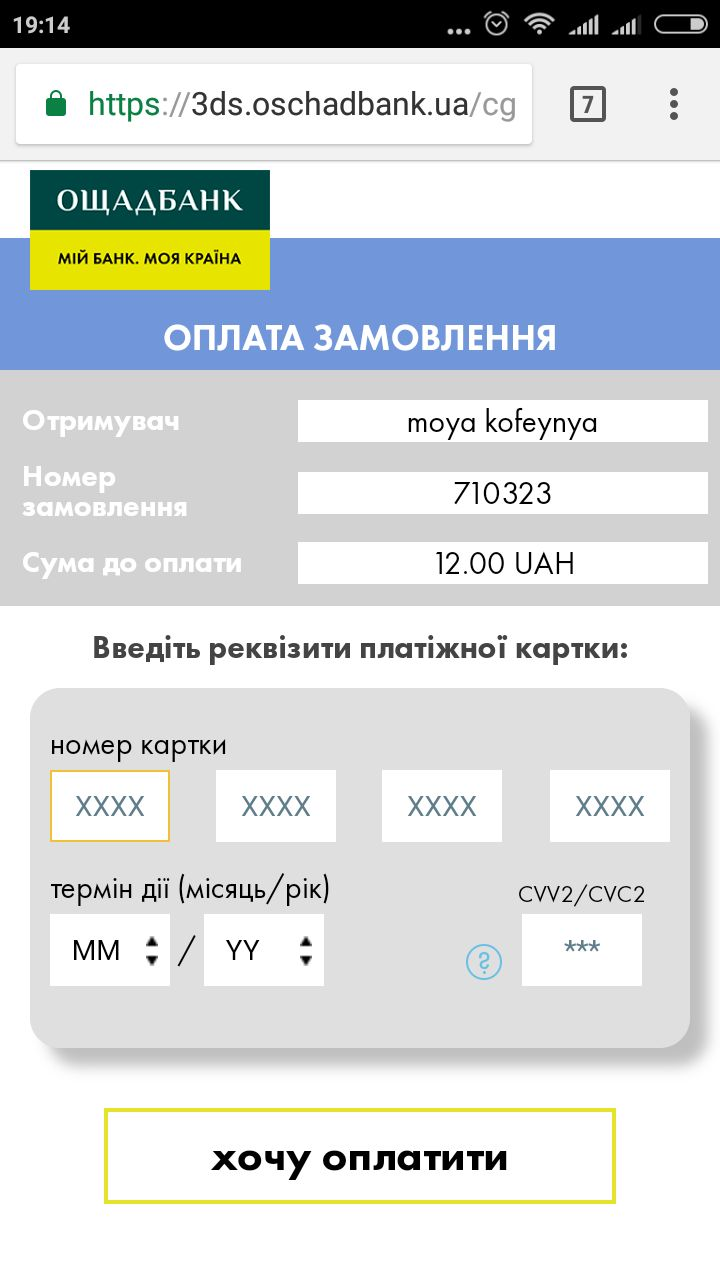 19:14
https://3ds.oschadbank.ua/cg
7
ОЩАДБАНК
МІЙ БАНК. МОЯ КРАЇНА
ОПЛАТА ЗАМОВЛЕННЯ
Отримувач
moya kofeynya
Номер
замовлення
710323
Сума до оплати
12.00 UAH
Введіть реквізити платіжної картки:
номер картки
XXXX XXXX XXXX XXXX
термін дії (місяць/рік)
CVV2/CVC2
MM / YY
?
***
хочу оплатити